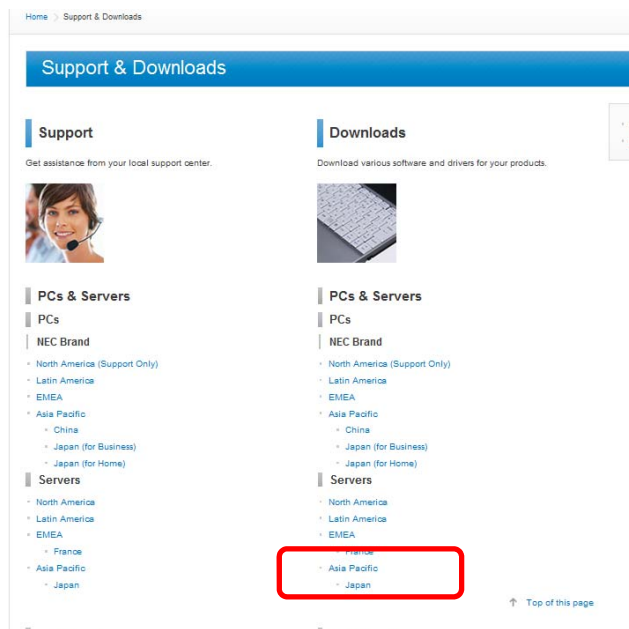 Home > Support & Downloads
Support & Downloads
Support
Get assistance from your local support center.
PCs & Servers
PCs
NEC Brand
North America (Support Only)
Latin America
EMEA
Asia Pacific
China
Japan (for Business)
Japan (for Home)
Servers
North America
Latin America
EMEA
France
Asia Pacific
Japan
Downloads
Download various software and drivers for your products.
PCs & Servers
PCs
NEC Brand
North America (Support Only)
Latin America
EMEA
Asia Pacific
China
Japan (for Business)
Japan (for Home)
Servers
North America
Latin America
EMEA
France
Asia Pacific
Japan
Top of this page